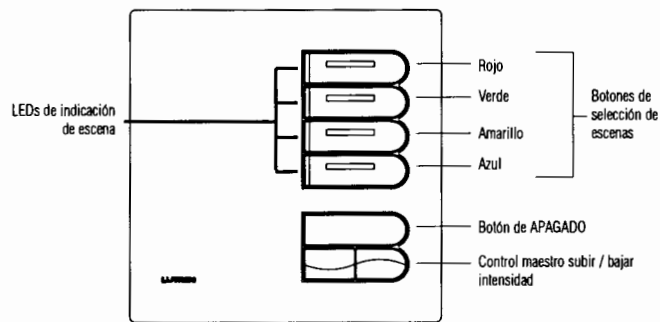 LEDs de indicación
de escena
Rojo
Verde
Amarillo
Azul
Botones de
selección de
escenas
Botón de APAGADO
Control maestro subir / bajar
intensidad
LUTRON